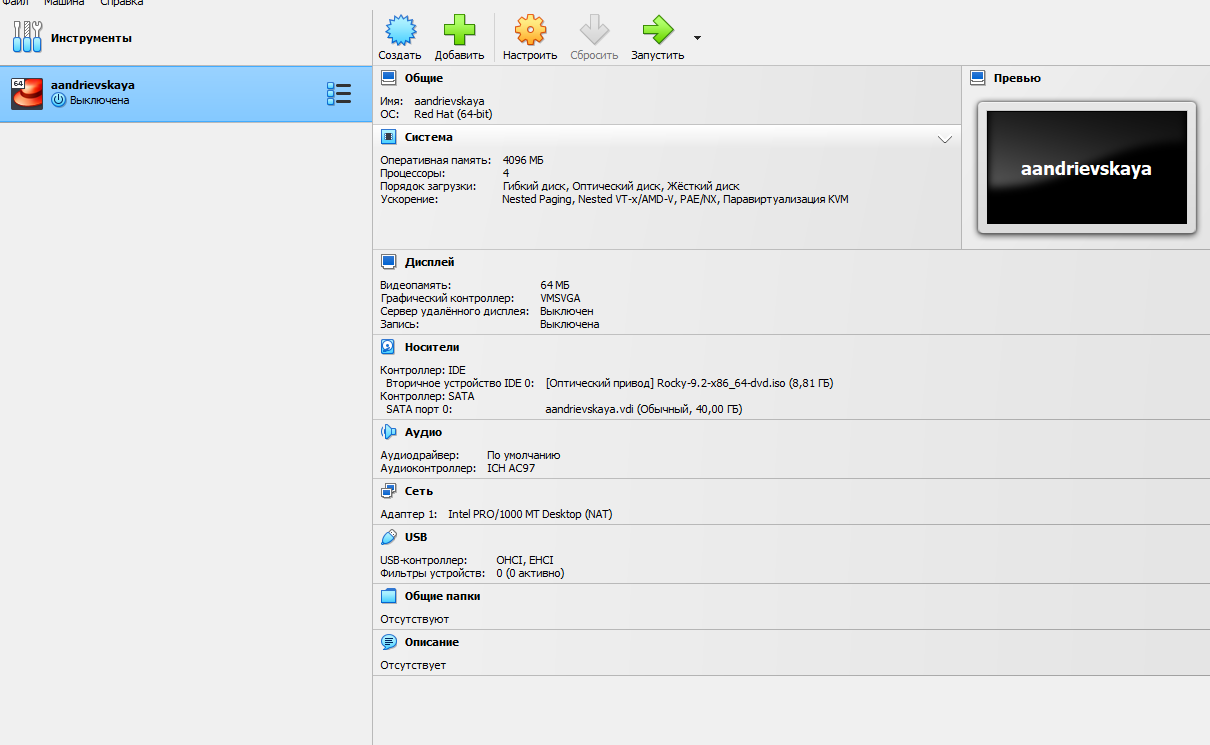 Файл Машина Справка
Инструменты
Создать Добавить Настроить Сбросить Запустить
64
aandrievskaya
Выключена
Общие
Имя: aandrievskaya
ОС: Red Hat (64-bit)
Превью
aandrievskaya
Система
Оперативная память: 4096 МБ
Процессоры: 4
Порядок загрузки: Гибкий диск, Оптический диск, Жёсткий диск
Ускорение: Nested Paging, Nested VT-x/AMD-V, PAE/NX, Паравиртуализация KVM
Дисплей
Видеопамять: 64 МБ
Графический контроллер: VMSVGA
Сервер удалённого дисплея: Выключен
Запись: Выключена
Носители
Контроллер: IDE
Вторичное устройство IDE 0: [Оптический привод] Rocky-9.2-x86_64-dvd.iso (8,81 ГБ)
Контроллер: SATA
SATA порт 0: aandrievskaya.vdi (Обычный, 40,00 ГБ)
Аудио
Аудиодрайвер: По умолчанию
Аудиоконтроллер: ICH AC97
Сеть
Адаптер 1: Intel PRO/1000 MT Desktop (NAT)
USB
USB-контроллер: OHCI, EHCI
Фильтры устройств: 0 (0 активно)
Общие папки
Отсутствуют
Описание
Отсутствует